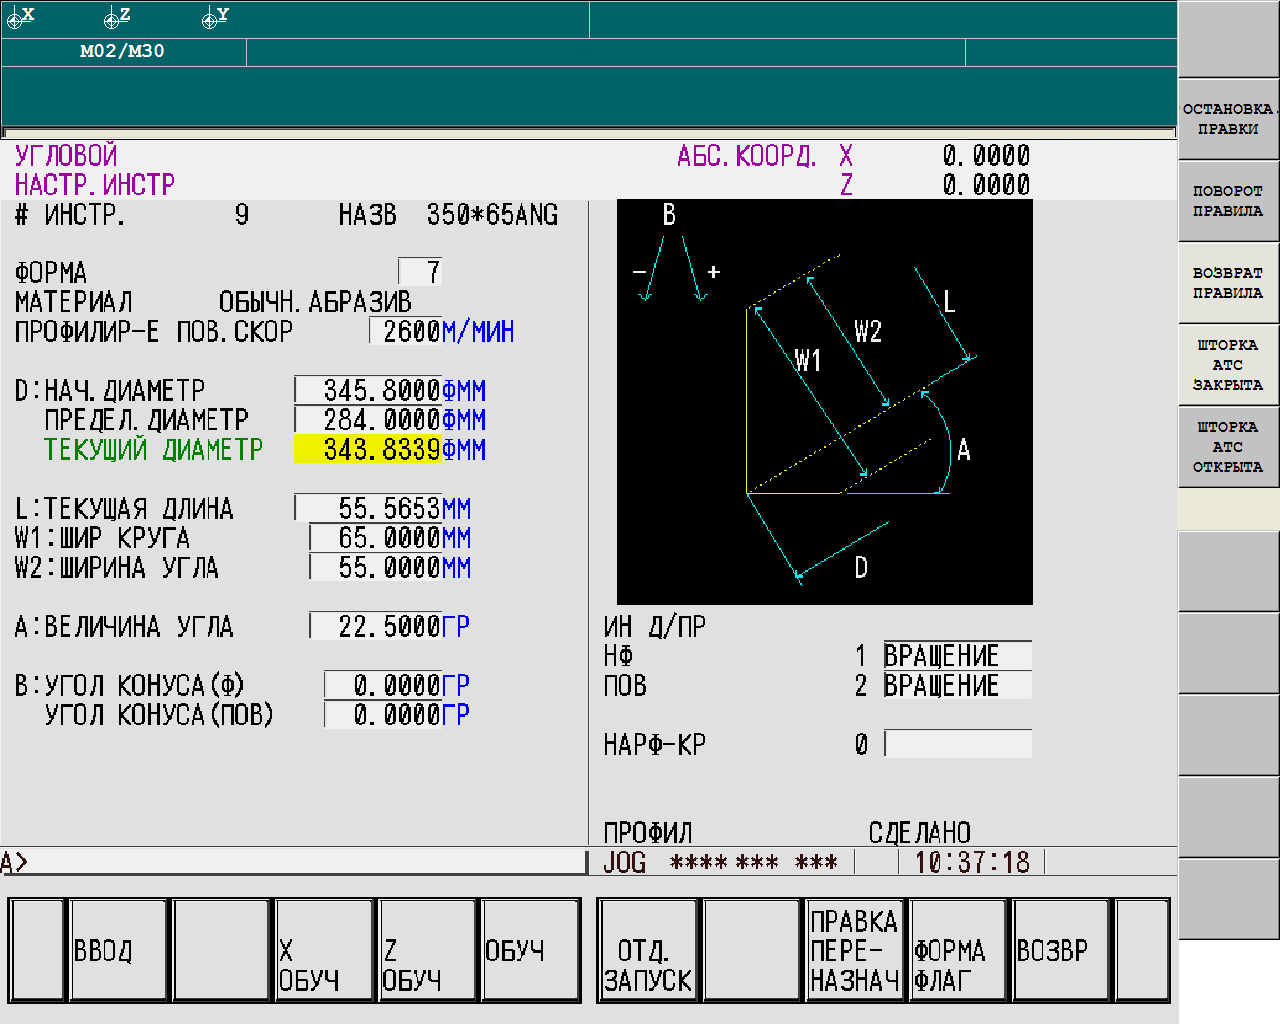 X Z Y
M02/M30
УГЛОВОЙ АБС.КООРД. X 0.0000
НАСТР.ИНСТР Z 0.0000
# ИНСТР. 9 НАЗВ 350*65ANG
ФОРМА 7
МАТЕРИАЛ ОБЫЧН.АБРАЗИВ
ПРОФИЛИР-Е ПОВ.СКОР 2600М/МИН
D:НАЧ.ДИАМЕТР 345.8000ФММ
ПРЕДЕЛ.ДИАМЕТР 284.0000ФММ
ТЕКУЩИЙ ДИАМЕТР 343.8339ФММ
L:ТЕКУЩАЯ ДЛИНА 55.5653ММ
W1:ШИР КРУГА 65.0000ММ
W2:ШИРИНА УГЛА 55.0000ММ
A:ВЕЛИЧИНА УГЛА 22.5000ГР
B:УГОЛ КОНУСА(Ф) 0.0000ГР
УГОЛ КОНУСА(ПОВ) 0.0000ГР
B
- +
L
W2
W1
A
D
ИН Д/ПР
НФ 1 ВРАЩЕНИЕ
ПОВ 2 ВРАЩЕНИЕ
НАРФ-КР 0
ПРОФИЛ СДЕЛАНО
A>
JOG **** *** *** 10:37:18
ВВОД
X ОБУЧ
Z ОБУЧ
ОБУЧ
ОТД.
ЗАПУСК
ПРАВКА
ПЕРЕ-
НАЗНАЧ
ФОРМА
ФЛАГ
ВОЗВР
ОСТАНОВКА.
ПРАВКИ
ПОВОРОТ
ПРАВИЛА
ВОЗВРАТ
ПРАВИЛА
ШТОРКА
АТС
ЗАКРЫТА
ШТОРКА
АТС
ОТКРЫТА